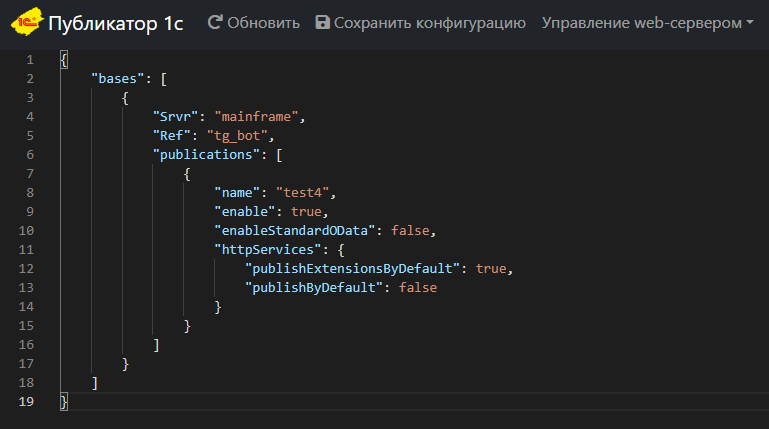 1С Публикатор 1с Обновить Сохранить конфигурацию Управление web-сервером
1 {
2 "bases": [
3 {
4 "Srvr": "mainframe",
5 "Ref": "tg_bot",
6 "publications": [
7 {
8 "name": "test4",
9 "enable": true,
10 "enableStandardOData": false,
11 "httpServices": {
12 "publishExtensionsByDefault": true,
13 "publishByDefault": false
14 }
15 }
16 ]
17 }
18 ]
19 }